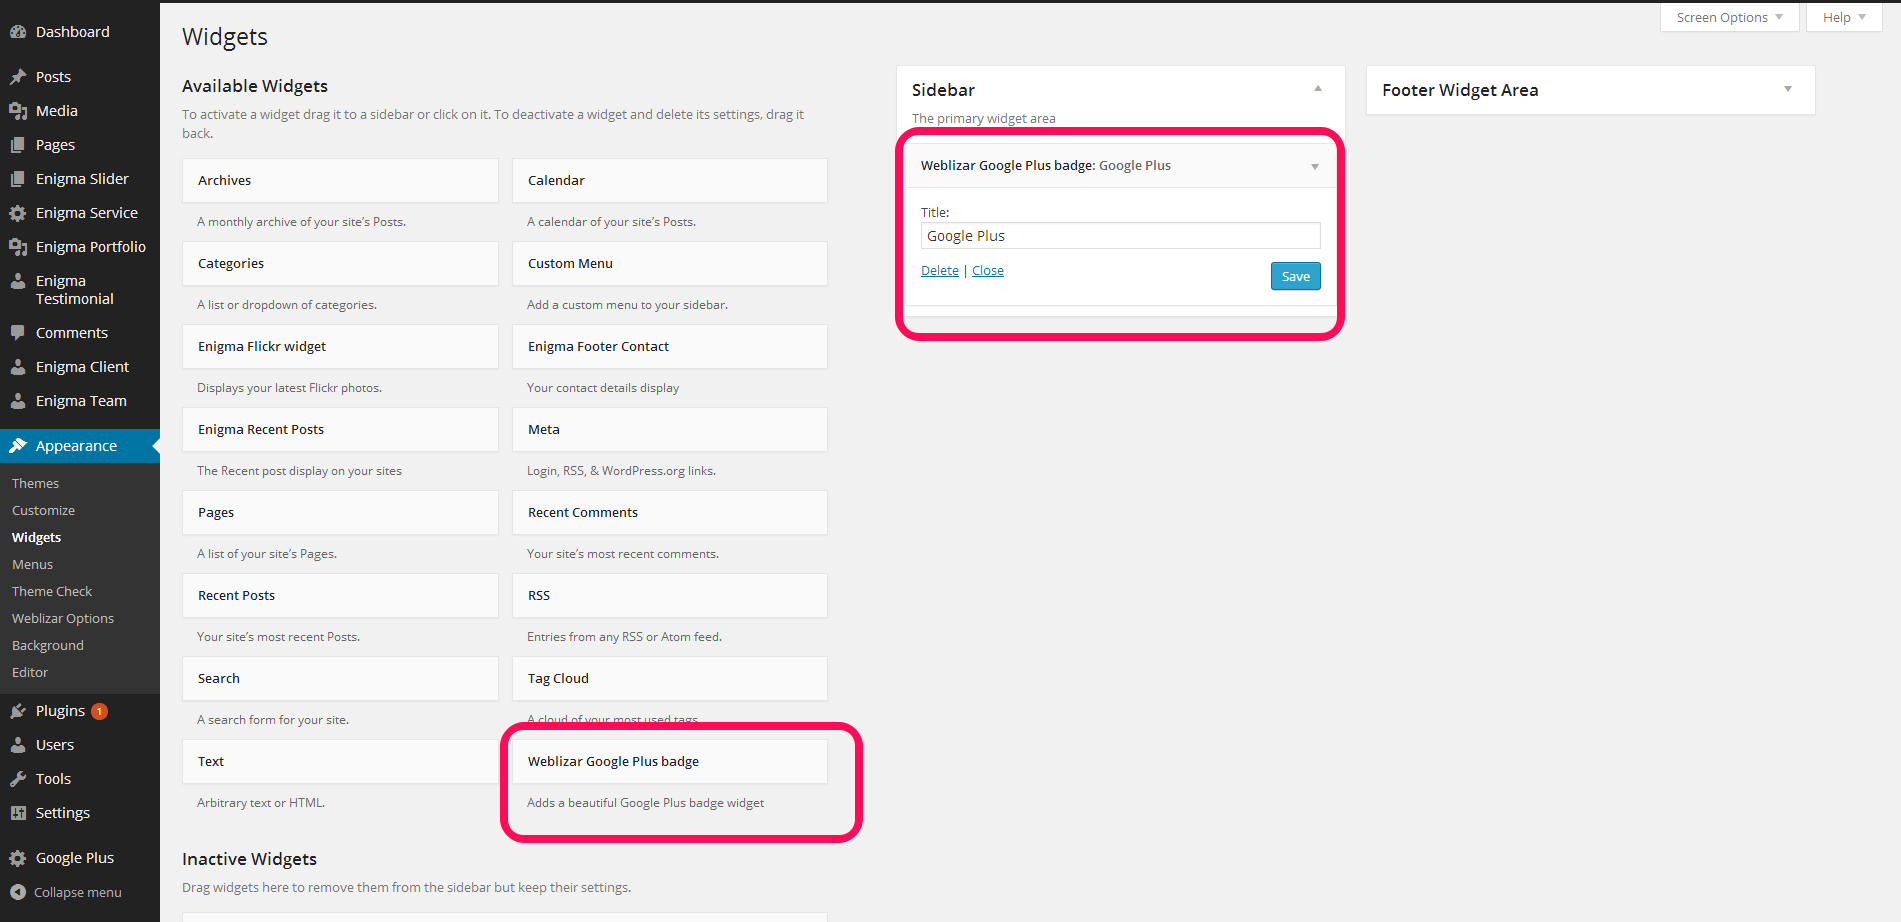 Dashboard
Posts
Media
Pages
Enigma Slider
Enigma Service
Enigma Portfolio
Enigma
Testimonial
Comments
Enigma Client
Enigma Team
Appearance
Themes
Customize
Widgets
Menus
Theme Check
Weblizar Options
Background
Editor
Plugins 1
Users
Tools
Settings
Google Plus
Collapse menu
Screen Options
Help
Widgets
Available Widgets
To activate a widget drag it to a sidebar or click on it. To deactivate a widget and delete its settings, drag it
back.
Archives
A monthly archive of your site’s Posts.
Calendar
A calendar of your site’s Posts.
Categories
A list or dropdown of categories.
Custom Menu
Add a custom menu to your sidebar.
Enigma Flickr widget
Displays your latest Flickr photos.
Enigma Footer Contact
Your contact details display
Enigma Recent Posts
The Recent post display on your sites
Meta
Login, RSS, & WordPress.org links.
Pages
A list of your site’s Pages.
Recent Comments
Your site’s most recent comments.
Recent Posts
Your site’s most recent Posts.
RSS
Entries from any RSS or Atom feed.
Search
A search form for your site.
Tag Cloud
A cloud of your most used tags.
Text
Arbitrary text or HTML.
Weblizar Google Plus badge
Adds a beautiful Google Plus badge widget
Inactive Widgets
Drag widgets here to remove them from the sidebar but keep their settings.
Sidebar
The primary widget area
Weblizar Google Plus badge: Google Plus
Title:
Google Plus
Delete | Close
Save
Footer Widget Area